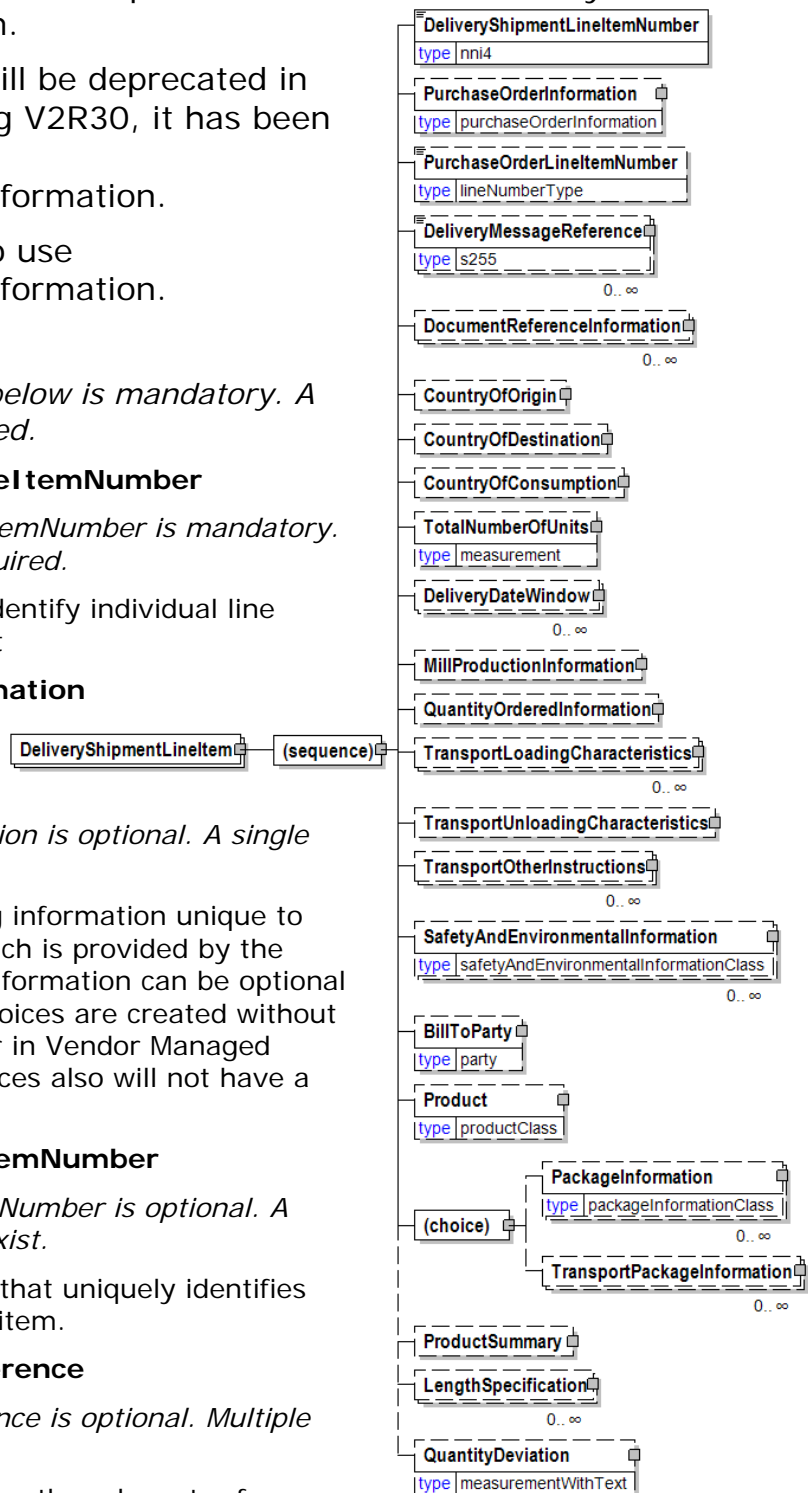 n.
DeliveryShipmentLineItemNumber
type nni4
ill be deprecated in
g V2R30, it has been
formation.
o use
formation.
below is mandatory. A
ed.
eItemNumber
temNumber is mandatory.
uired.
dentify individual line
t
nation
tion is optional. A single
g information unique to
ch is provided by the
nformation can be optional
oices are created without
r in Vendor Managed
ces also will not have a
emNumber
Number is optional. A
xist.
that uniquely identifies
item.
erence
nce is optional. Multiple
DeliveryShipmentLineItem
(sequence)
PurchaseOrderInformation
type purchaseOrderInformation
PurchaseOrderLineItemNumber
type lineNumberType
DeliveryMessageReference
type s255
0..∞
DocumentReferenceInformation
0..∞
CountryOfOrigin
CountryOfDestination
CountryOfConsumption
TotalNumberOfUnits
type measurement
DeliveryDateWindow
0..∞
MillProductionInformation
QuantityOrderedInformation
TransportLoadingCharacteristics
0..∞
TransportUnloadingCharacteristics
TransportOtherInstructions
0..∞
SafetyAndEnvironmentalInformation
type safetyAndEnvironmentalInformationClass
0..∞
BillToParty
type party
Product
type productClass
(choice)
PackageInformation
type packageInformationClass
0..∞
TransportPackageInformation
0..∞
ProductSummary
LengthSpecification
0..∞
QuantityDeviation
type measurementWithText